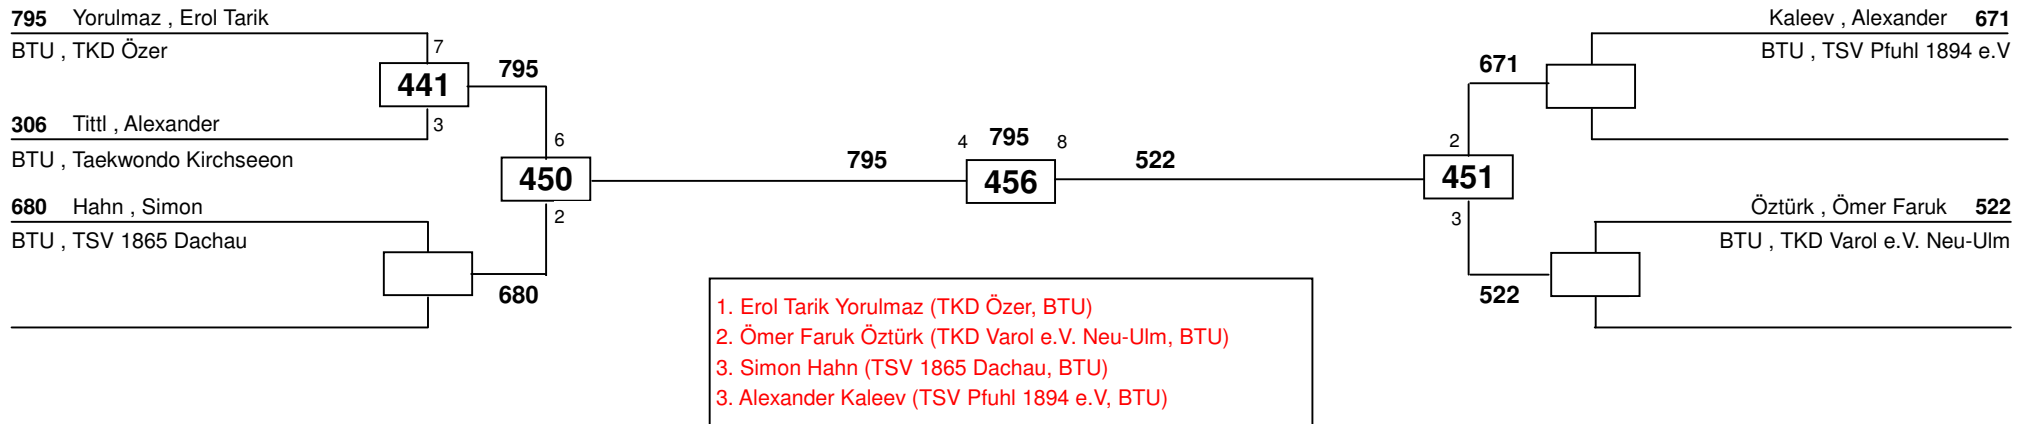 795 Yorulmaz , Erol Tarik
BTU , TKD Özer
7
441
795
3
306 Tittl , Alexander
BTU , Taekwondo Kirchseeon
6
450
2
680 Hahn , Simon
BTU , TSV 1865 Dachau
680
795
4 795 8
456
522
Kaleev , Alexander 671
BTU , TSV Pfuhl 1894 e.V
671
2
451
3
Öztürk , Ömer Faruk 522
BTU , TKD Varol e.V. Neu-Ulm
522
1. Erol Tarik Yorulmaz (TKD Özer, BTU)
2. Ömer Faruk Öztürk (TKD Varol e.V. Neu-Ulm, BTU)
3. Simon Hahn (TSV 1865 Dachau, BTU)
3. Alexander Kaleev (TSV Pfuhl 1894 e.V, BTU)